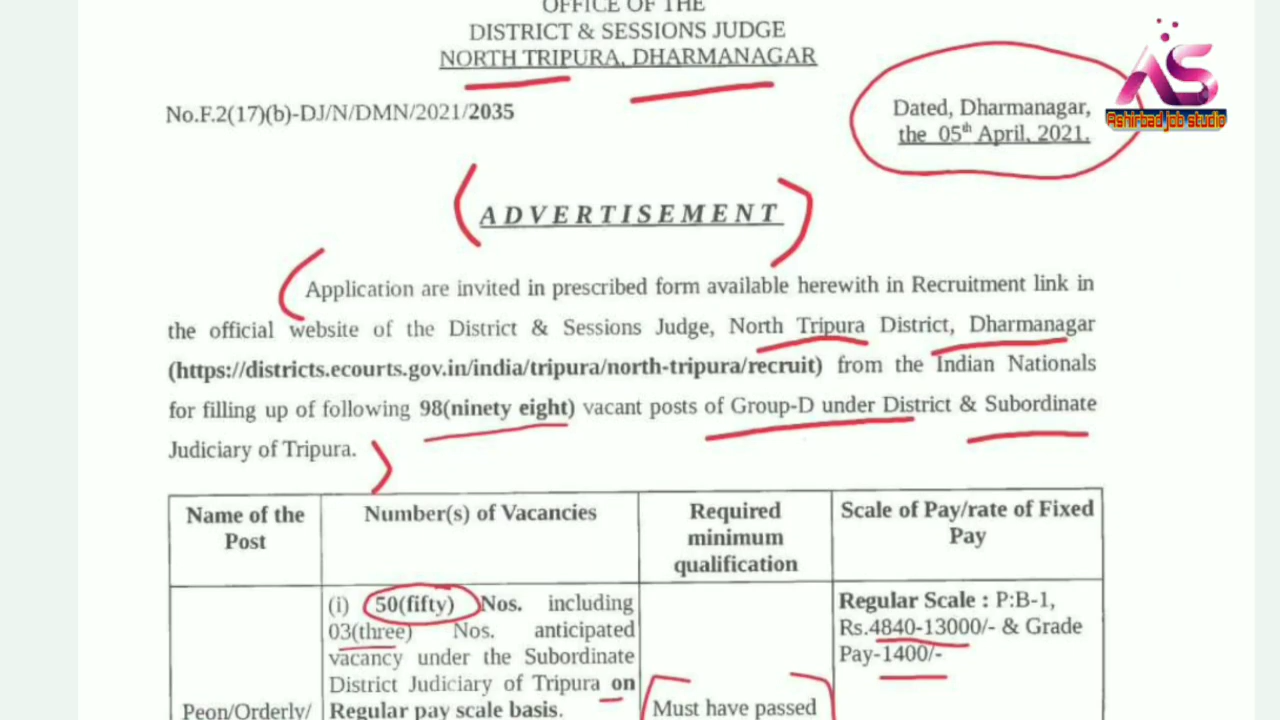 OFFICE OF THE
DISTRICT & SESSIONS JUDGE
NORTH TRIPURA, DHARMANAGAR
No.F.2(17)(b)-DJ/N/DMN/2021/2035
Dated, Dharmanagar,
the 05th April, 2021.
AS
Ashirbad job studio
ADVERTISEMENT
Application are invited in prescribed form available herewith in Recruitment link in
the official website of the District & Sessions Judge, North Tripura District, Dharmanagar
(https://districts.ecourts.gov.in/india/tripura/north-tripura/recruit) from the Indian Nationals
for filling up of following 98(ninety eight) vacant posts of Group-D under District & Subordinate
Judiciary of Tripura.
Name of the
Post
Number(s) of Vacancies
Required
minimum
qualification
Scale of Pay/rate of Fixed
Pay
Peon/Orderly/
(i) 50(fifty) Nos. including
03(three) Nos. anticipated
vacancy under the Subordinate
District Judiciary of Tripura on
Regular pay scale basis.
Must have passed
Regular Scale : P:B-1,
Rs.4840-13000/- & Grade
Pay-1400/-